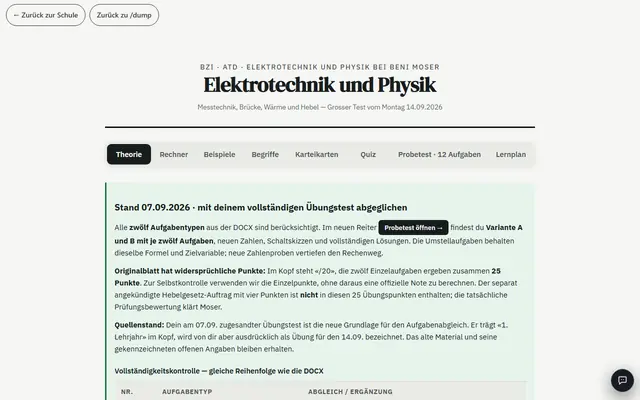 ← Zurück zur Schule
Zurück zu /dump
BZI · ATD · ELEKTROTECHNIK UND PHYSIK BEI BENI MOSER
Elektrotechnik und Physik
Messtechnik, Brücke, Wärme und Hebel — Grosser Test vom Montag 14.09.2026
Theorie Rechner Beispiele Begriffe Karteikarten Quiz Probetest · 12 Aufgaben Lernplan
Stand 07.09.2026 · mit deinem vollständigen Übungstest abgeglichen
Alle zwölf Aufgabentypen aus der DOCX sind berücksichtigt. Im neuen Reiter Probetest öffnen → findest du Variante A
und B mit je zwölf Aufgaben, neuen Zahlen, Schaltskizzen und vollständigen Lösungen. Die Umstellaufgaben behalten
dieselbe Formel und Zielvariable; neue Zahlenproben vertiefen den Rechenweg.
Originalblatt hat widersprüchliche Punkte: Im Kopf steht «/20», die zwölf Einzelaufgaben ergeben zusammen 25
Punkte. Zur Selbstkontrolle verwenden wir die Einzelpunkte, ohne daraus eine offizielle Note zu berechnen. Der separat
angekündigte Hebelgesetz-Auftrag mit vier Punkten ist nicht in diesen 25 Übungspunkten enthalten; die tatsächliche
Prüfungsbewertung klärt Moser.
Quellenstand: Dein am 07.09. zugesandter Übungstest ist die neue Grundlage für den Aufgabenabgleich. Er trägt «1.
Lehrjahr» im Kopf, wird von dir aber ausdrücklich als Übung für den 14.09. bezeichnet. Das alte Material und seine
gekennzeichneten offenen Angaben bleiben erhalten.
Vollständigkeitskontrolle — gleiche Reihenfolge wie die DOCX
NR. AUFGABENTYP ABGLEICH / ERGÄNZUNG